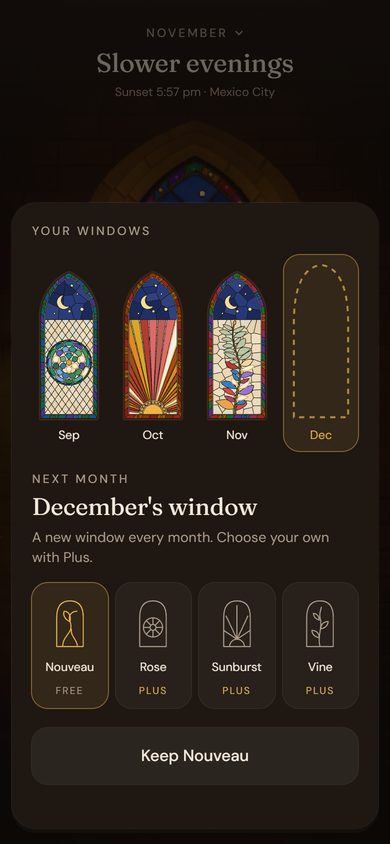 NOVEMBER
Slower evenings
Sunset 5:57 pm · Mexico City
YOUR WINDOWS
Sep Oct Nov Dec
NEXT MONTH
December's window
A new window every month. Choose your own
with Plus.
Nouveau Rose Sunburst Vine
FREE PLUS PLUS PLUS
Keep Nouveau